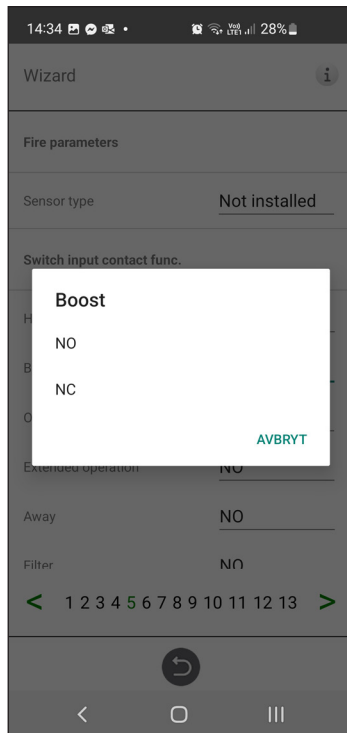 14:34 Vo)) LTE1 28%
Wizard i
Fire parameters
Sensor type Not installed
Switch input contact func.
H
Boost
NO
B
NC
O
AVBRYT
Extended operation NO
Away NO
Filter NO
< 1 2 3 4 5 6 7 8 9 10 11 12 13 >